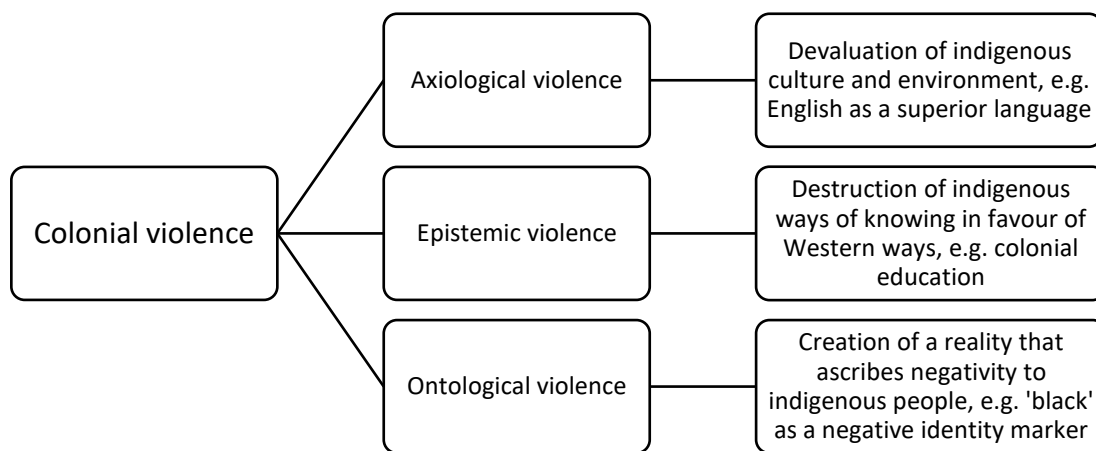 Colonial violence
Axiological violence
Devaluation of indigenous
culture and environment, e.g.
English as a superior language
Epistemic violence
Destruction of indigenous
ways of knowing in favour of
Western ways, e.g. colonial
education
Ontological violence
Creation of a reality that
ascribes negativity to
indigenous people, e.g. 'black'
as a negative identity marker